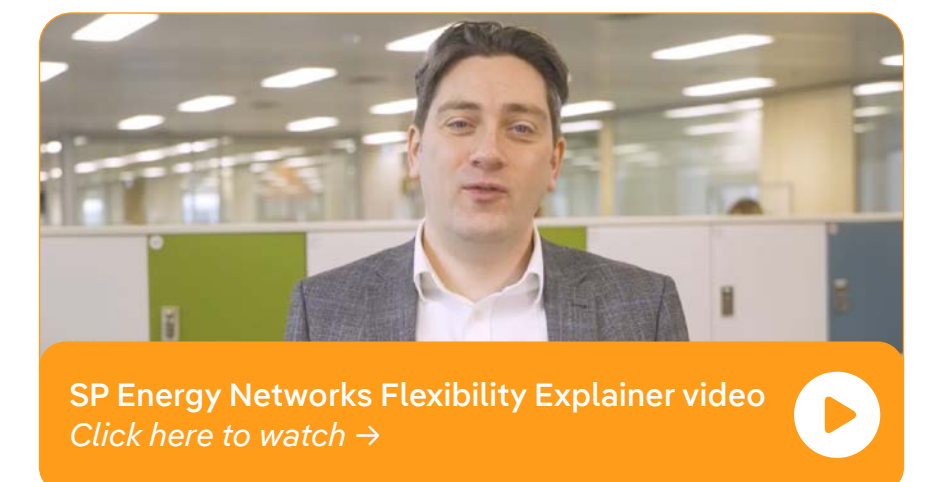 SP Energy Networks Flexibility Explainer video
Click here to watch →